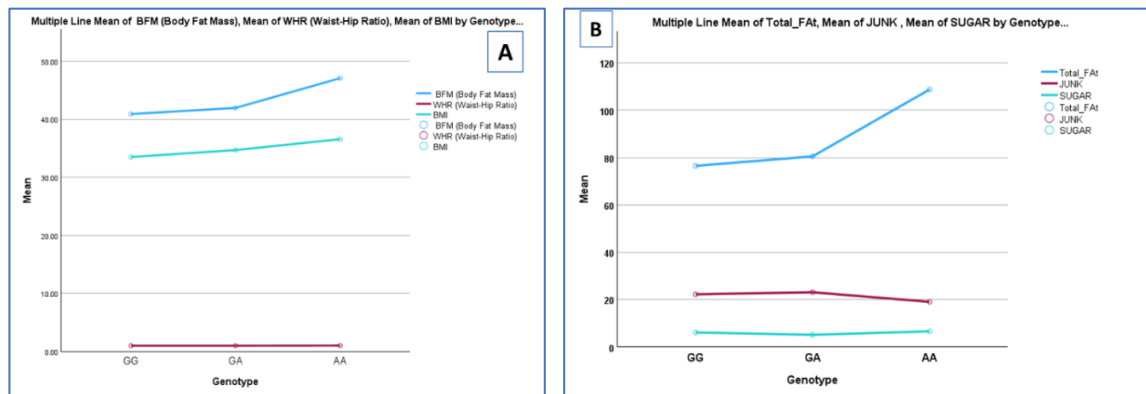 Multiple Line Mean of BFM (Body Fat Mass), Mean of WHR (Waist-Hip Ratio), Mean of BMI by Genotype...
A
50.00
40.00
30.00
20.00
10.00
0.00
Mean
GG
GA
AA
Genotype
BFM (Body Fat Mass)
WHR (Waist-Hip Ratio)
BMI
BFM (Body Fat Mass)
WHR (Waist-Hip Ratio)
BMI
B
Multiple Line Mean of Total_FAt, Mean of JUNK , Mean of SUGAR by Genotype...
120
100
80
60
40
20
0
Mean
GG
GA
AA
Genotype
Total_FAt
JUNK
SUGAR
Total_FAt
JUNK
SUGAR